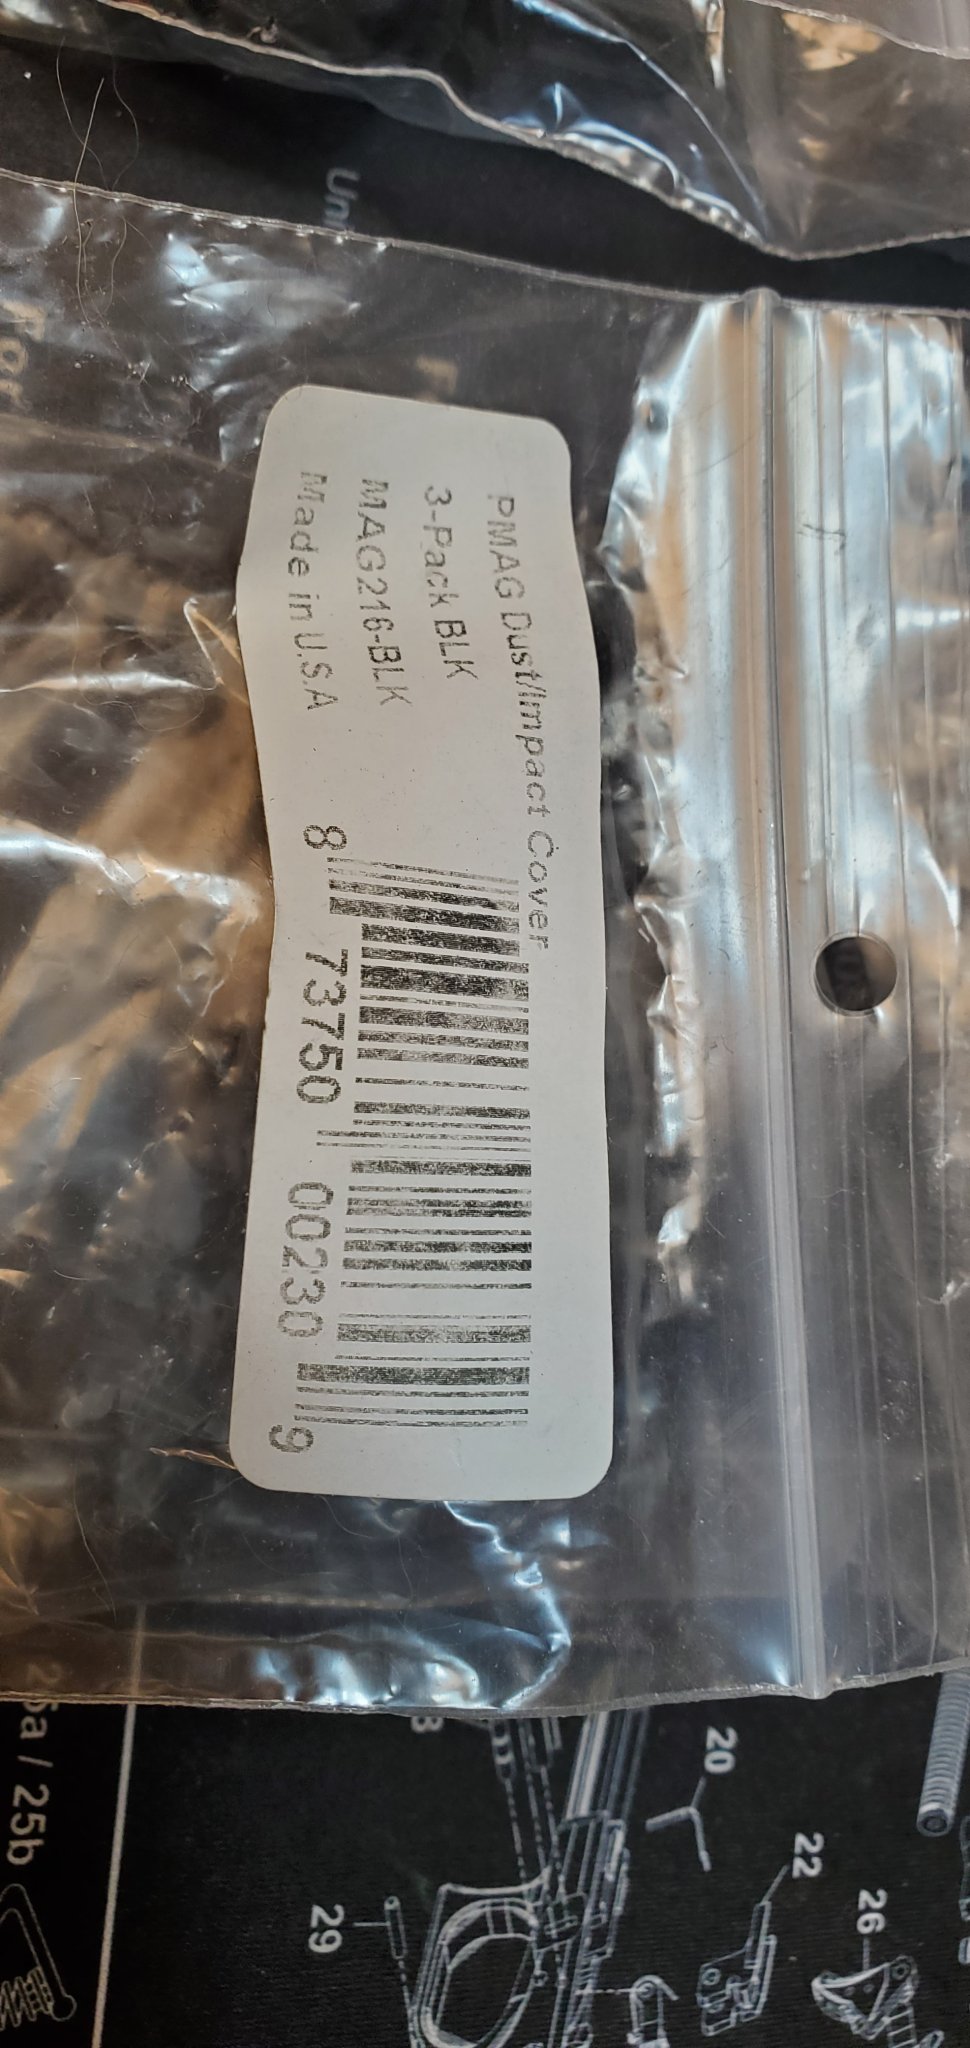 PMAG Dust/Impact Cover
3-Pack BLK
MAG216-BLK
Made in U.S.A
8 73750 00230 9
20
22
26
29
25b